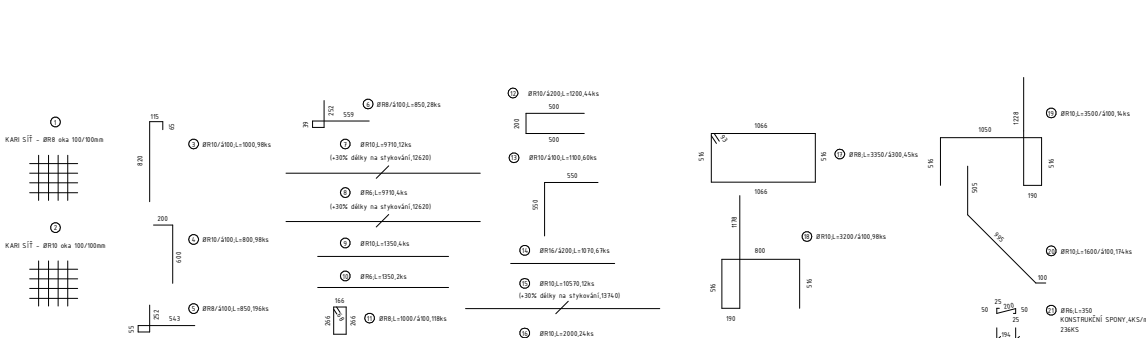 1
KARI SÍŤ - ØR8 oka 100/100mm
2
KARI SÍŤ - ØR10 oka 100/100mm
115
65
820
3 ØR10/á100,L=1000,98ks
200
600
4 ØR10/á100,L=800,98ks
252
543
55
5 ØR8/á100,L=850,196ks
252
559
39
6 ØR8/á100,L=850,28ks
7 ØR10,L=9710,12ks
(+30% délky na stykování,12620)
8 ØR6,L=9710,4ks
(+30% délky na stykování,12620)
9 ØR10,L=1350,4ks
10 ØR6,L=1350,2ks
166
266
266
11 ØR8,L=1000/á100,118ks
12 ØR10/á200,L=1200,44ks
500
200
500
13 ØR10/á100,L=1100,60ks
550
550
14 ØR16/á200,L=1070,67ks
15 ØR10,L=10570,12ks
(+30% délky na stykování,13740)
16 ØR10,L=2000,24ks
1066
93
516
516
1066
17 ØR8,L=3350/á300,45ks
1178
800
516
516
190
18 ØR10,L=3200/á100,98ks
1228
1050
516
516
190
19 ØR10,L=3500/á100,14ks
505
995
100
20 ØR10,L=1600/á100,174ks
25
50
200
50
25
194
21 ØR6,L=350
KONSTRUKČNÍ SPONY,4KS/m
236KS